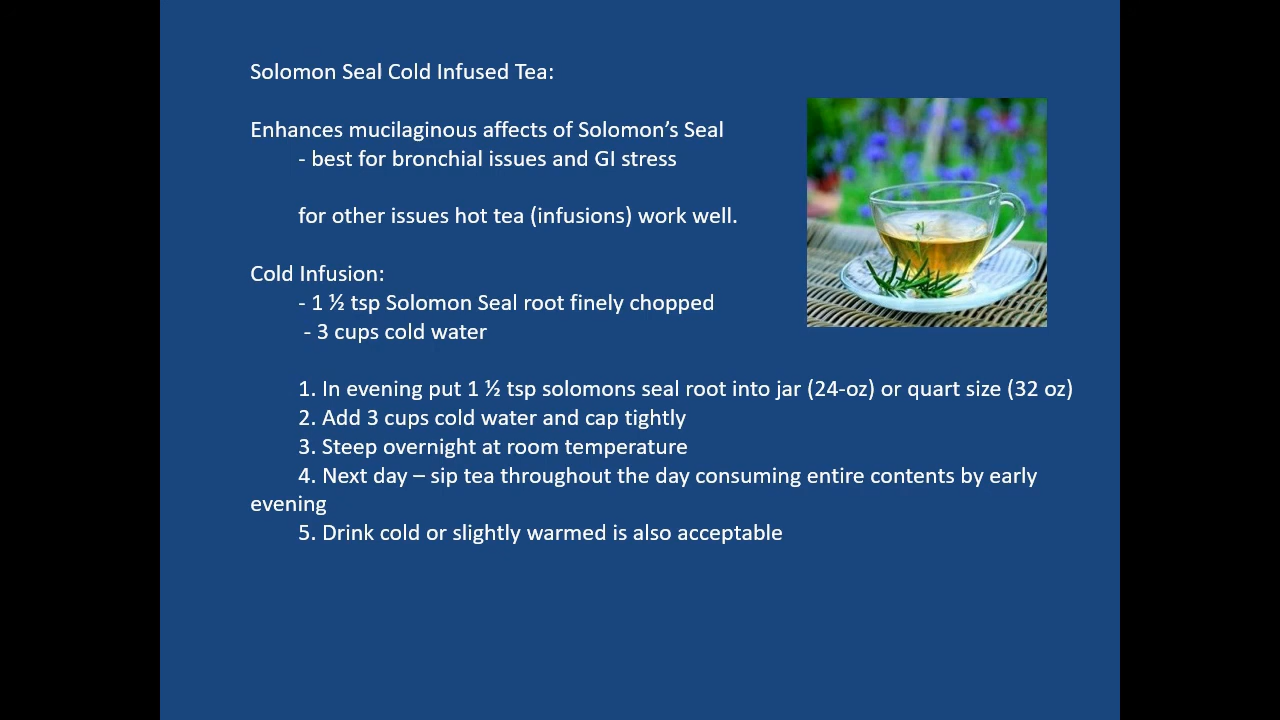 Solomon Seal Cold Infused Tea:
Enhances mucilaginous affects of Solomon’s Seal
- best for bronchial issues and GI stress
for other issues hot tea (infusions) work well.
Cold Infusion:
- 1 ½ tsp Solomon Seal root finely chopped
- 3 cups cold water
1. In evening put 1 ½ tsp solomons seal root into jar (24-oz) or quart size (32 oz)
2. Add 3 cups cold water and cap tightly
3. Steep overnight at room temperature
4. Next day – sip tea throughout the day consuming entire contents by early
evening
5. Drink cold or slightly warmed is also acceptable